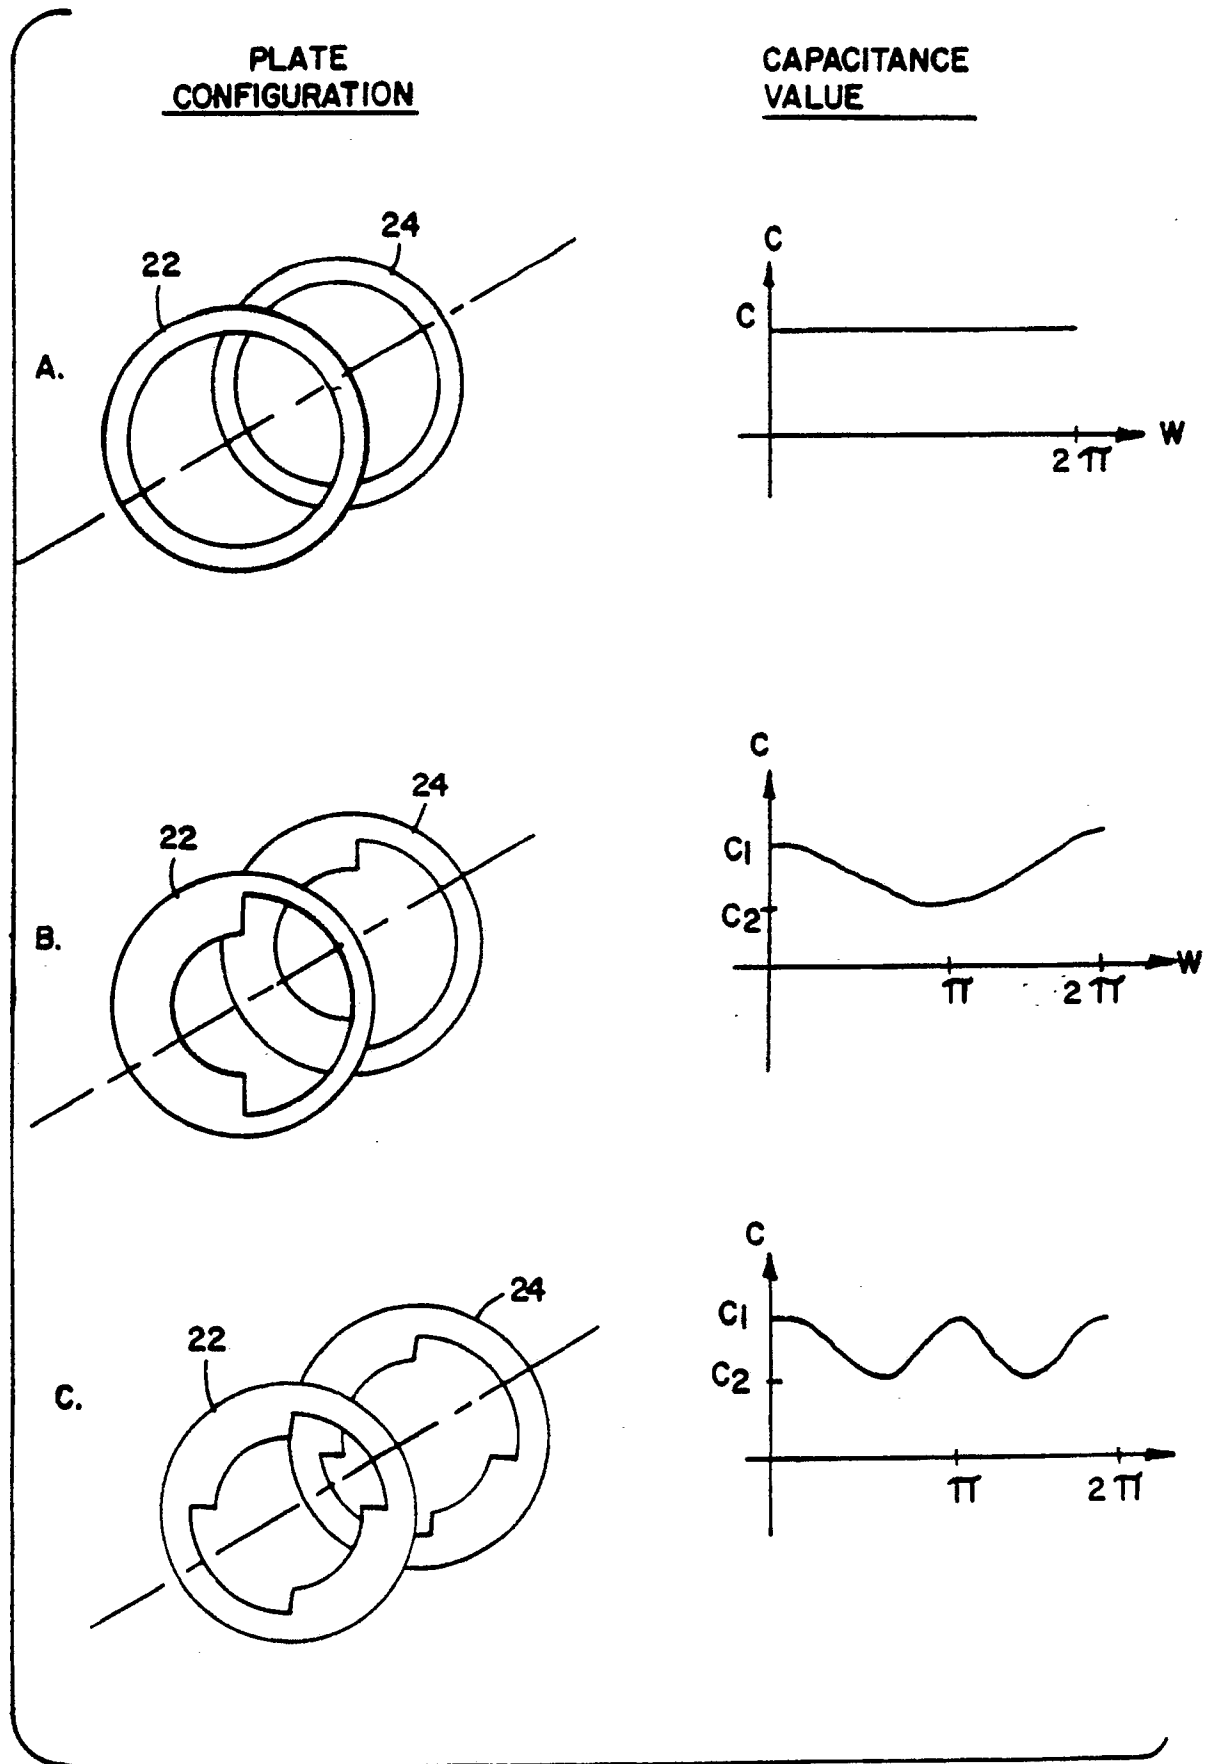 PLATE
CONFIGURATION
CAPACITANCE
VALUE
A.
22
24
C
C
2π
W
B.
22
24
C
C1
C2
π
2π
W
C.
22
24
C
C1
C2
π
2π